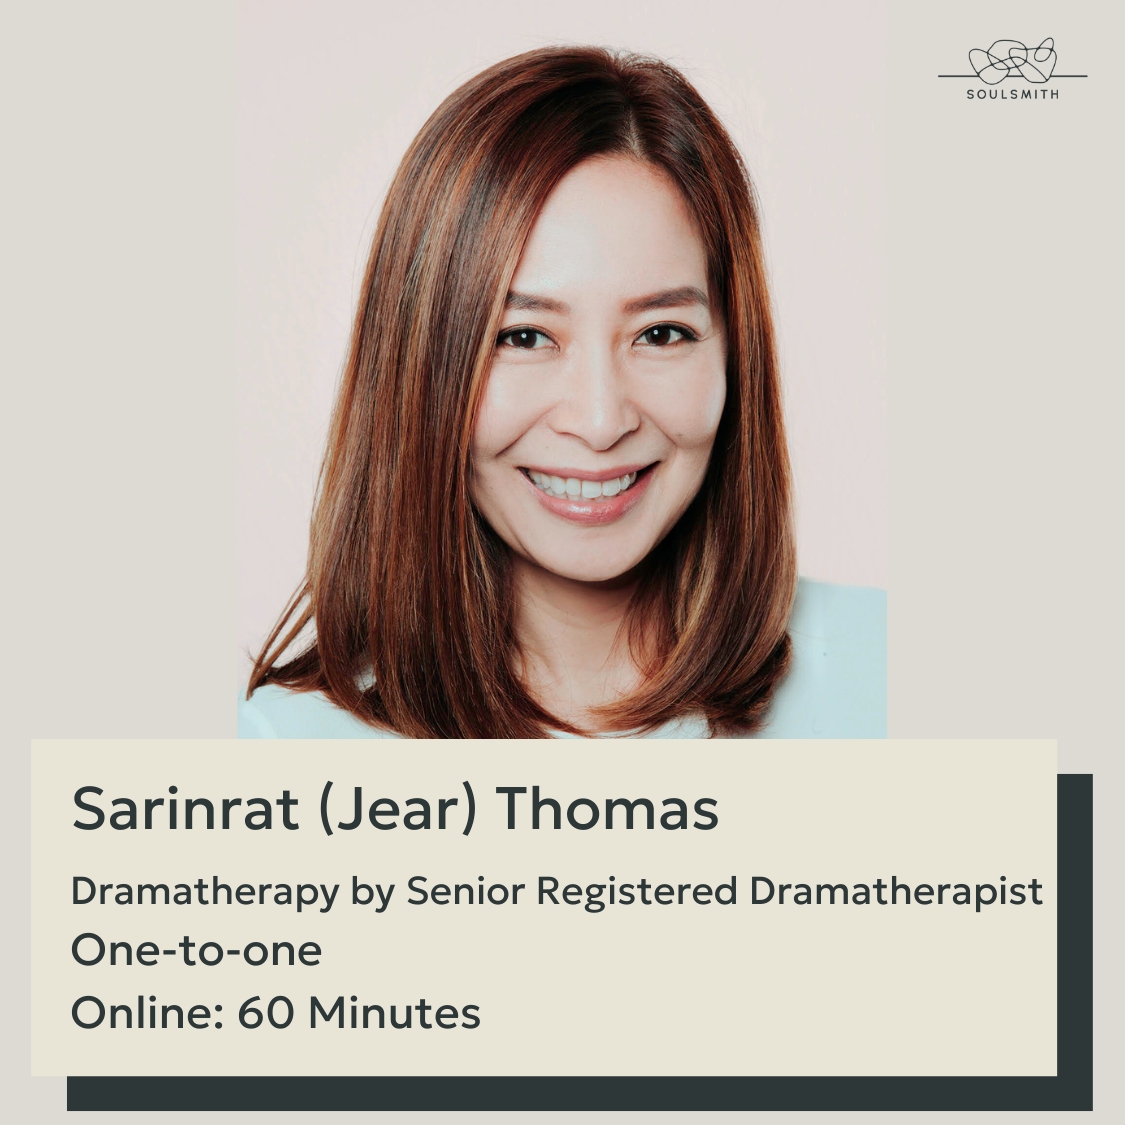 SOULSMITH
Sarinrat (Jear) Thomas
Dramatherapy by Senior Registered Dramatherapist
One-to-one
Online: 60 Minutes